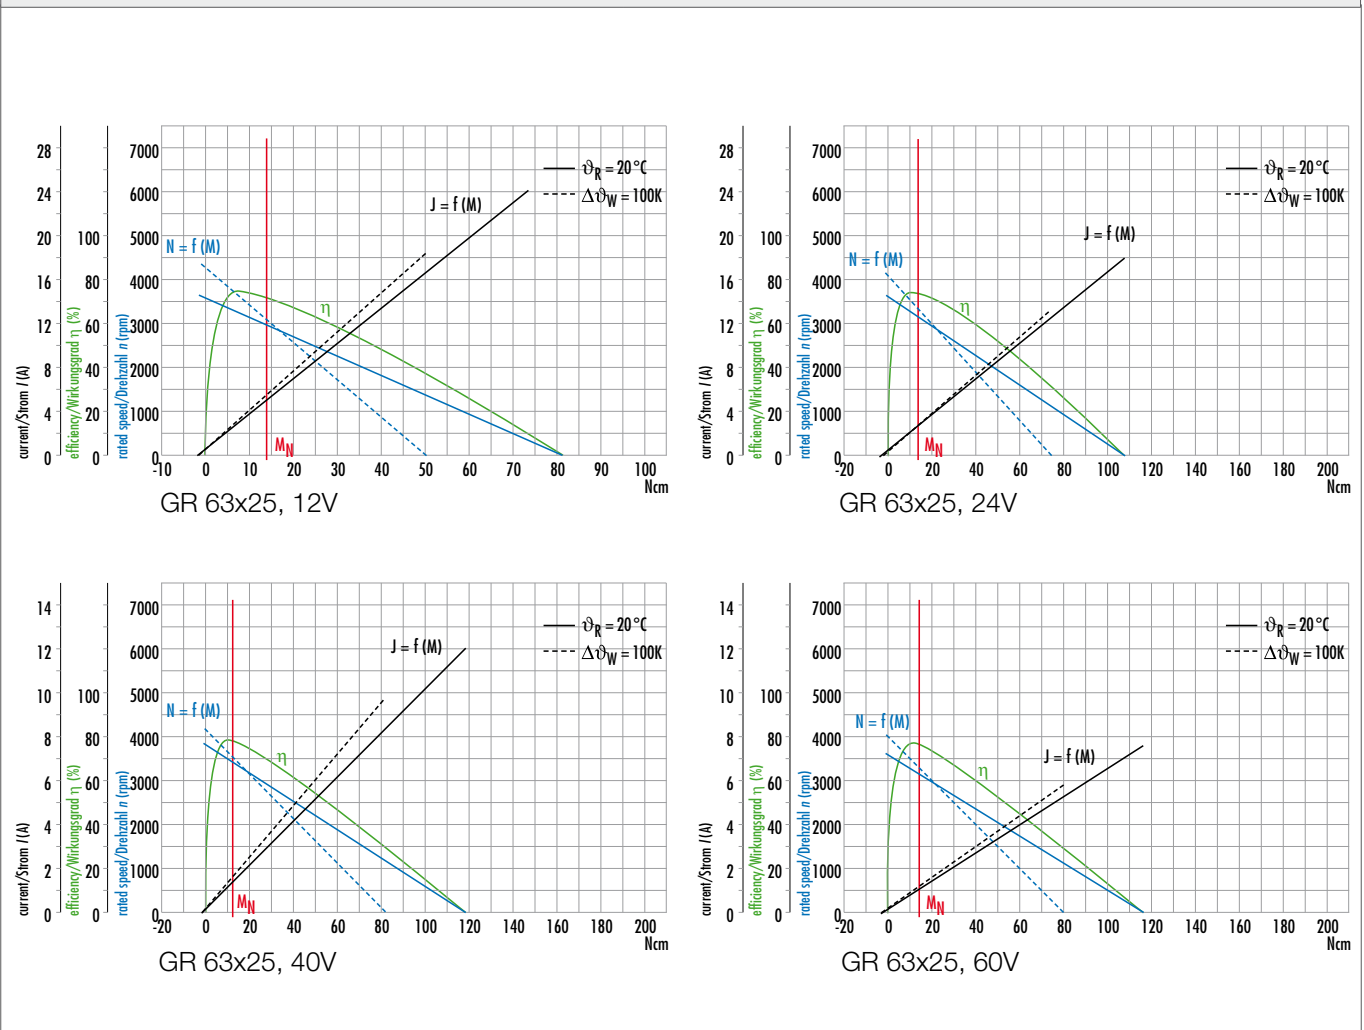 28
24
20
16
12
8
4
0
current/Strom I (A)
100
80
60
40
20
0
efficiency/Wirkungsgrad η (%)
7000
6000
5000
4000
3000
2000
1000
0
rated speed/Drehzahl n (rpm)
N = f (M)
η
J = f (M)
ϑR = 20°C
ΔϑW = 100K
MN
-10 0 10 20 30 40 50 60 70 80 90 100
Ncm
GR 63x25, 12V
28
24
20
16
12
8
4
0
current/Strom I (A)
100
80
60
40
20
0
efficiency/Wirkungsgrad η (%)
7000
6000
5000
4000
3000
2000
1000
0
rated speed/Drehzahl n (rpm)
N = f (M)
η
J = f (M)
ϑR = 20°C
ΔϑW = 100K
MN
-20 0 20 40 60 80 100 120 140 160 180 200
Ncm
GR 63x25, 24V
14
12
10
8
6
4
2
0
current/Strom I (A)
100
80
60
40
20
0
efficiency/Wirkungsgrad η (%)
7000
6000
5000
4000
3000
2000
1000
0
rated speed/Drehzahl n (rpm)
N = f (M)
η
J = f (M)
ϑR = 20°C
ΔϑW = 100K
MN
-20 0 20 40 60 80 100 120 140 160 180 200
Ncm
GR 63x25, 40V
14
12
10
8
6
4
2
0
current/Strom I (A)
100
80
60
40
20
0
efficiency/Wirkungsgrad η (%)
7000
6000
5000
4000
3000
2000
1000
0
rated speed/Drehzahl n (rpm)
N = f (M)
η
J = f (M)
ϑR = 20°C
ΔϑW = 100K
MN
-20 0 20 40 60 80 100 120 140 160 180 200
Ncm
GR 63x25, 60V